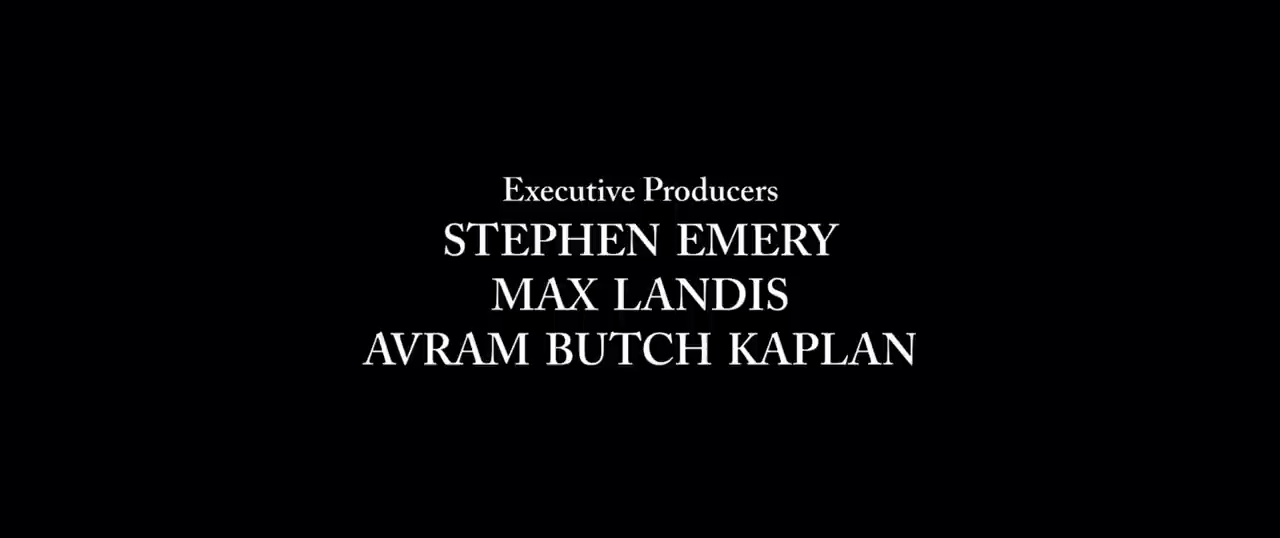 Executive Producers
STEPHEN EMERY
MAX LANDIS
AVRAM BUTCH KAPLAN